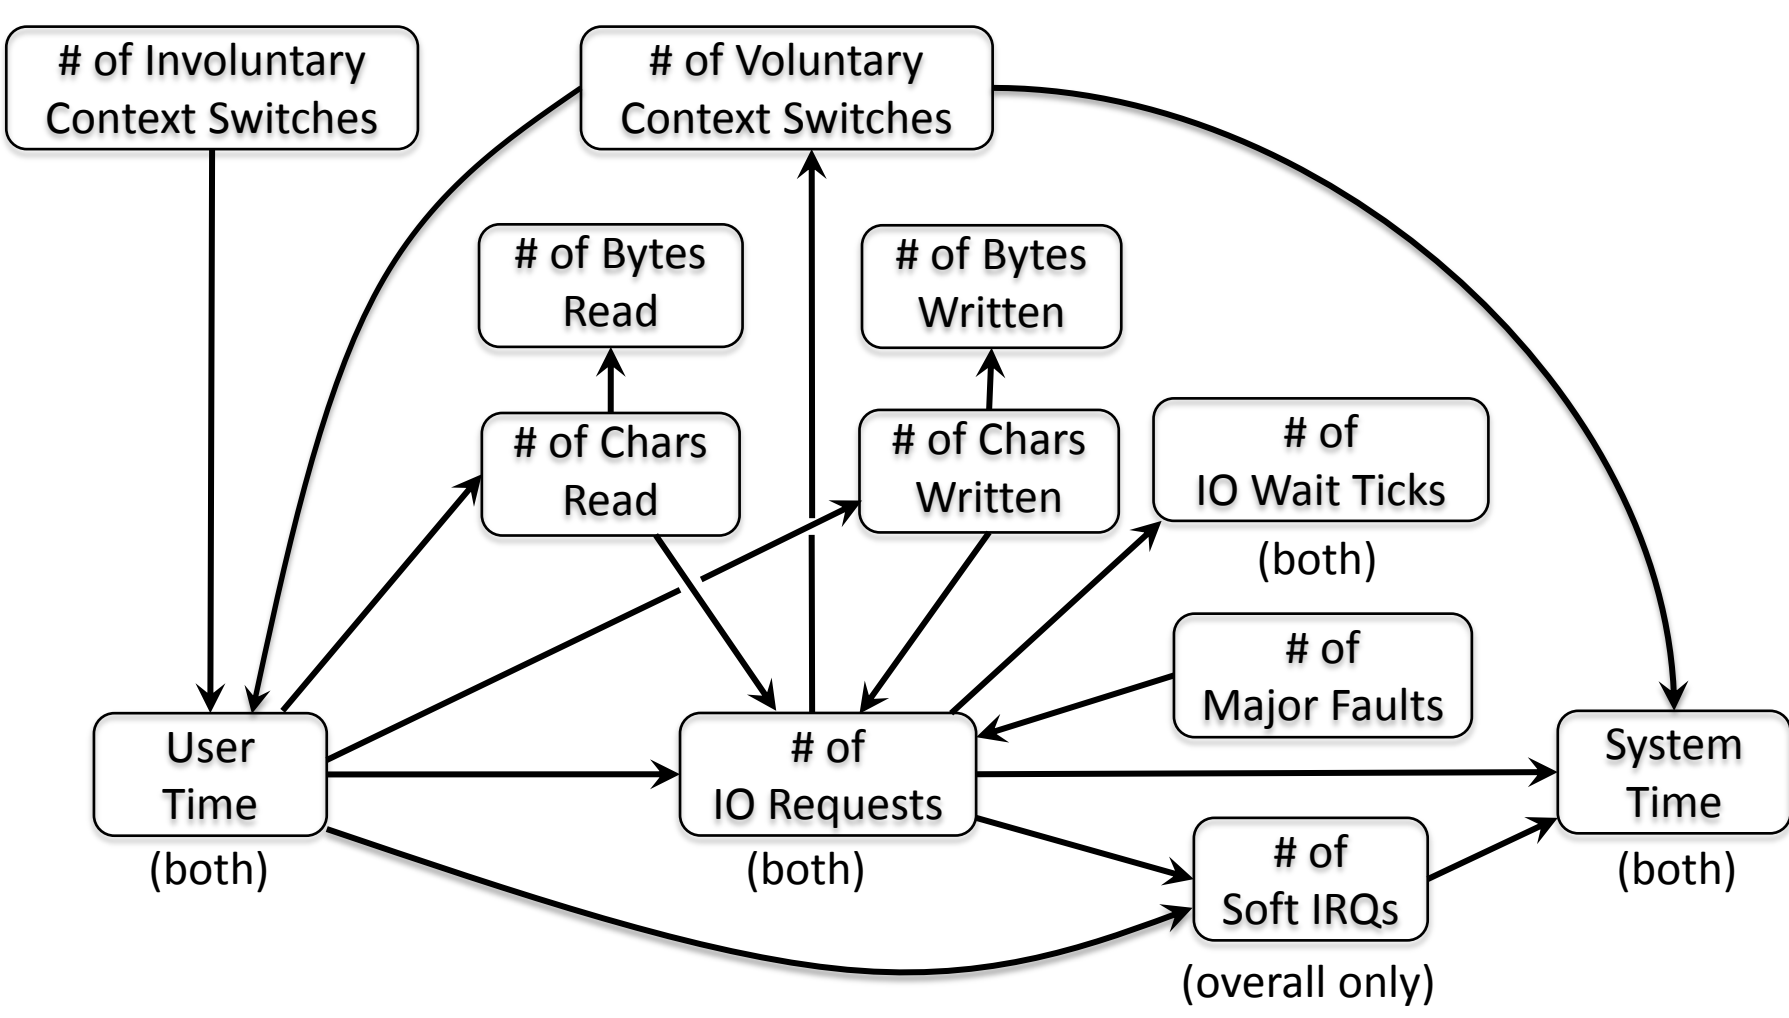 # of Involuntary
Context Switches
# of Voluntary
Context Switches
# of Bytes
Read
# of Bytes
Written
# of Chars
Read
# of Chars
Written
# of
IO Wait Ticks
(both)
# of
Major Faults
User
Time
(both)
# of
IO Requests
(both)
System
Time
(both)
# of
Soft IRQs
(overall only)